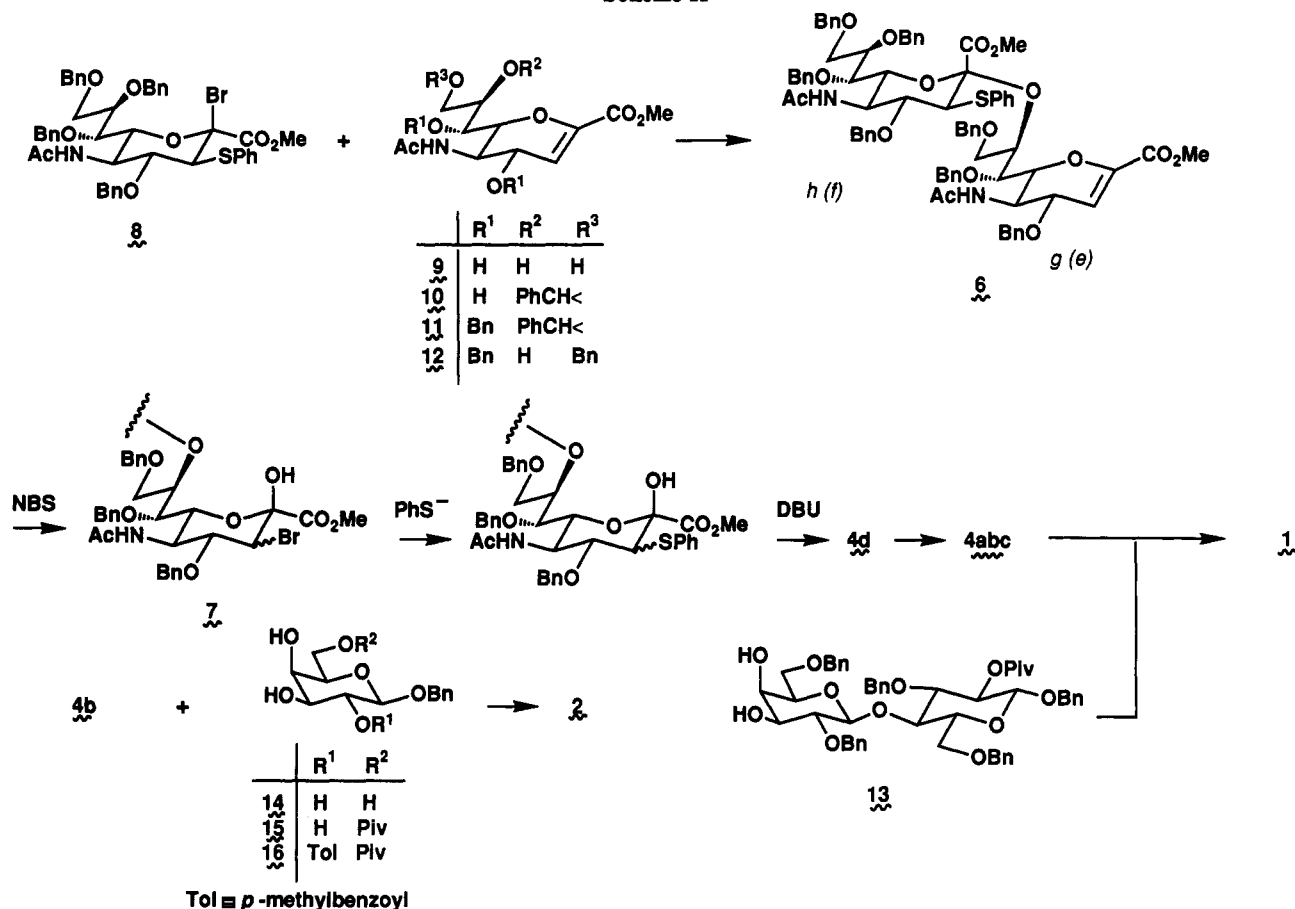 BnO
OBn
Br
O
BnO
CO₂Me
AcHN
SPh
BnO
8
+
R³O
OR²
R¹O
O
CO₂Me
AcHN
OR¹
R¹ R² R³
9 H H H
10 H PhCH<
11 Bn PhCH<
12 Bn H Bn
BnO
OBn
CO₂Me
BnO
O
O
AcHN
SPh
BnO
BnO
O
CO₂Me
BnO
AcHN
BnO
h (f)
g (e)
6
NBS
O
BnO
OH
BnO
O
CO₂Me
AcHN
Br
BnO
7
PhS⁻
O
BnO
OH
BnO
O
CO₂Me
AcHN
SPh
BnO
DBU
4d
4abc
1
4b
+
HO
OR²
O
HO
OBn
OR¹
R¹ R²
14 H H
15 H Piv
16 Tol Piv
Tol ≡ p -methylbenzoyl
2
HO
OBn
O
HO
OBn
O
BnO
OPiv
OBn
O
OBn
13